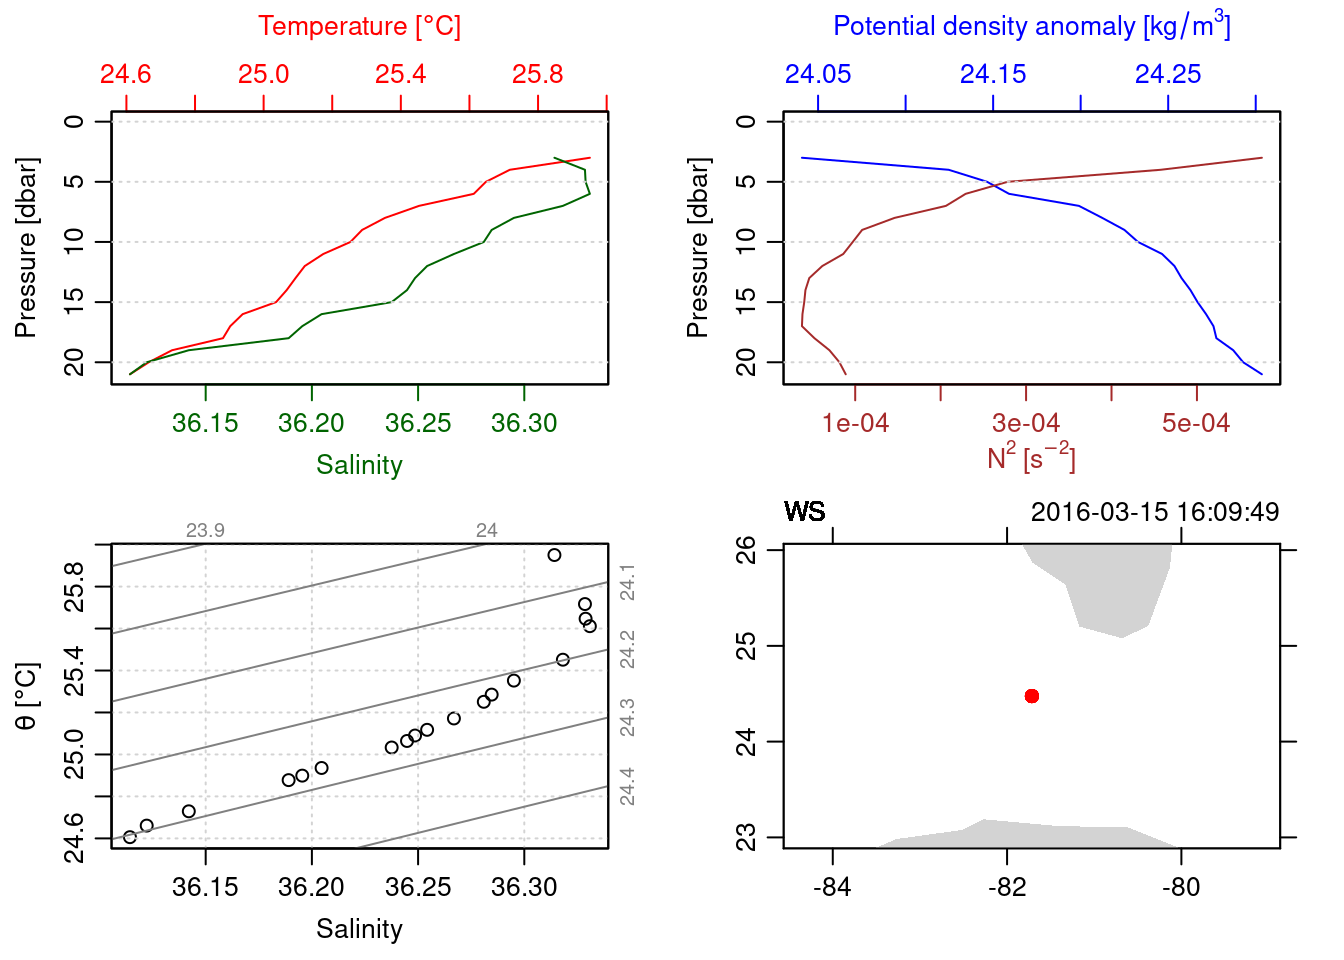 Temperature [°C]
24.6 25.0 25.4 25.8
Pressure [dbar]
0
5
10
15
20
36.15 36.20 36.25 36.30
Salinity
Potential density anomaly [kg/m³]
24.05 24.15 24.25
Pressure [dbar]
0
5
10
15
20
1e-04 3e-04 5e-04
N² [s⁻²]
23.9 24
24.1
24.2
24.3
24.4
θ [°C]
25.8
25.4
25.0
24.6
36.15 36.20 36.25 36.30
Salinity
WS 2016-03-15 16:09:49
26
25
24
23
-84 -82 -80